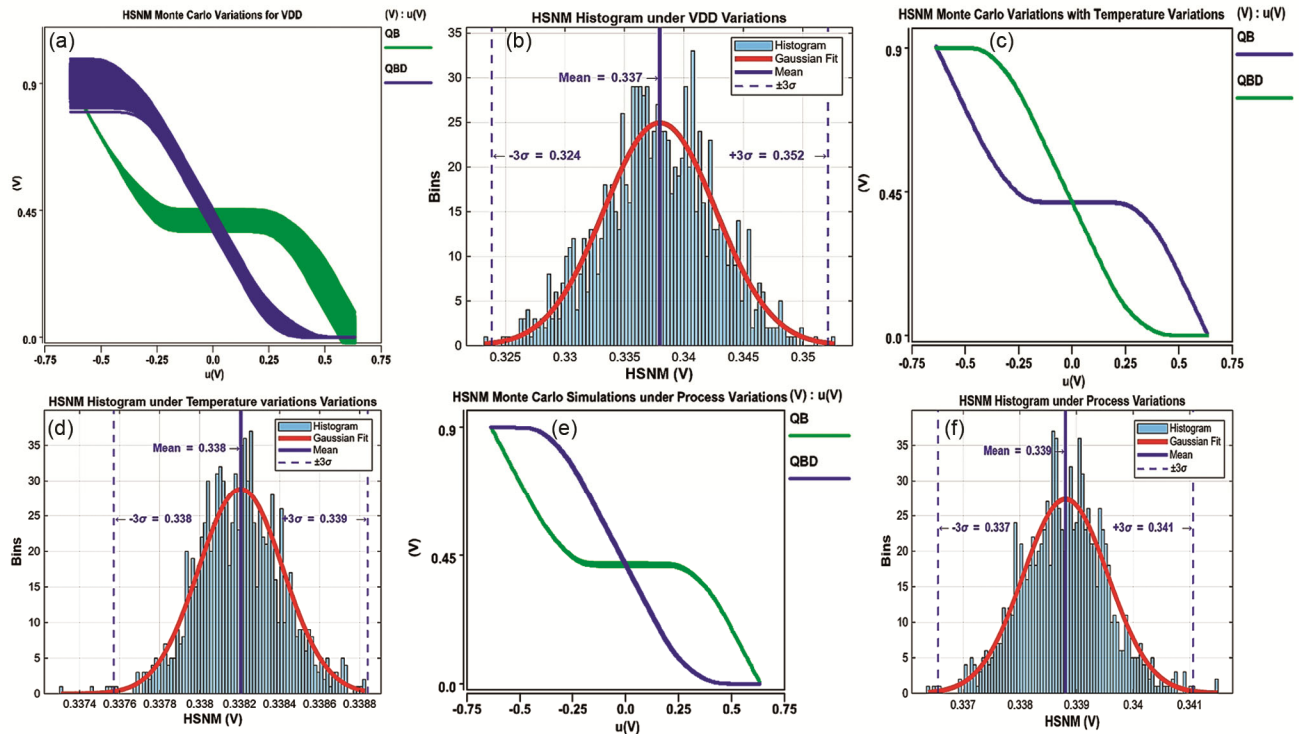 HSNM Monte Carlo Variations for VDD
(V) : u(V)
(a)
QB
QBD
(V)
0.9
0.45
0.0
-0.75
-0.50
-0.25
0.0
0.25
0.50
0.75
u(V)
HSNM Histogram under VDD Variations
(b)
Histogram
Gaussian Fit
Mean
±3σ
Mean = 0.337
← -3σ = 0.324
+3σ = 0.352 →
Bins
35
30
25
20
15
10
5
0
0.325
0.33
0.335
0.34
0.345
0.35
HSNM (V)
HSNM Monte Carlo Variations with Temperature Variations
(V) : u(V)
(c)
QB
QBD
(V)
0.9
0.45
0.0
-0.75
-0.5
-0.25
0.0
0.25
0.5
0.75
u(V)
HSNM Histogram under Temperature variations Variations
(d)
Histogram
Gaussian Fit
Mean
±3σ
Mean = 0.338
← -3σ = 0.338
+3σ = 0.339 →
Bins
35
30
25
20
15
10
5
0
0.3374
0.3376
0.3378
0.338
0.3382
0.3384
0.3386
0.3388
HSNM (V)
HSNM Monte Carlo Simulations under Process Variations
(V) : u(V)
(e)
QB
QBD
(V)
0.9
0.45
0.0
-0.75
-0.50
-0.25
0.0
0.25
0.50
0.75
u(V)
HSNM Histogram under Process Variations
(f)
Histogram
Gaussian Fit
Mean
±3σ
Mean = 0.339
← -3σ = 0.337
+3σ = 0.341 →
Bins
35
30
25
20
15
10
5
0
0.337
0.338
0.339
0.34
0.341
HSNM (V)